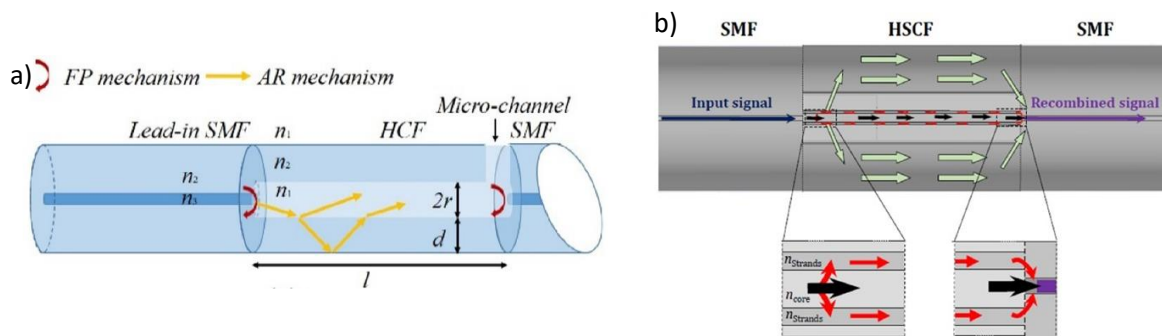 a)
FP mechanism
AR mechanism
Micro-channel
Lead-in SMF
n₁
HCF
SMF
n₂
n₂
n₃
n₁
2r
d
l
b)
SMF
HSCF
SMF
Input signal
Recombined signal
nStrands
ncore
nStrands